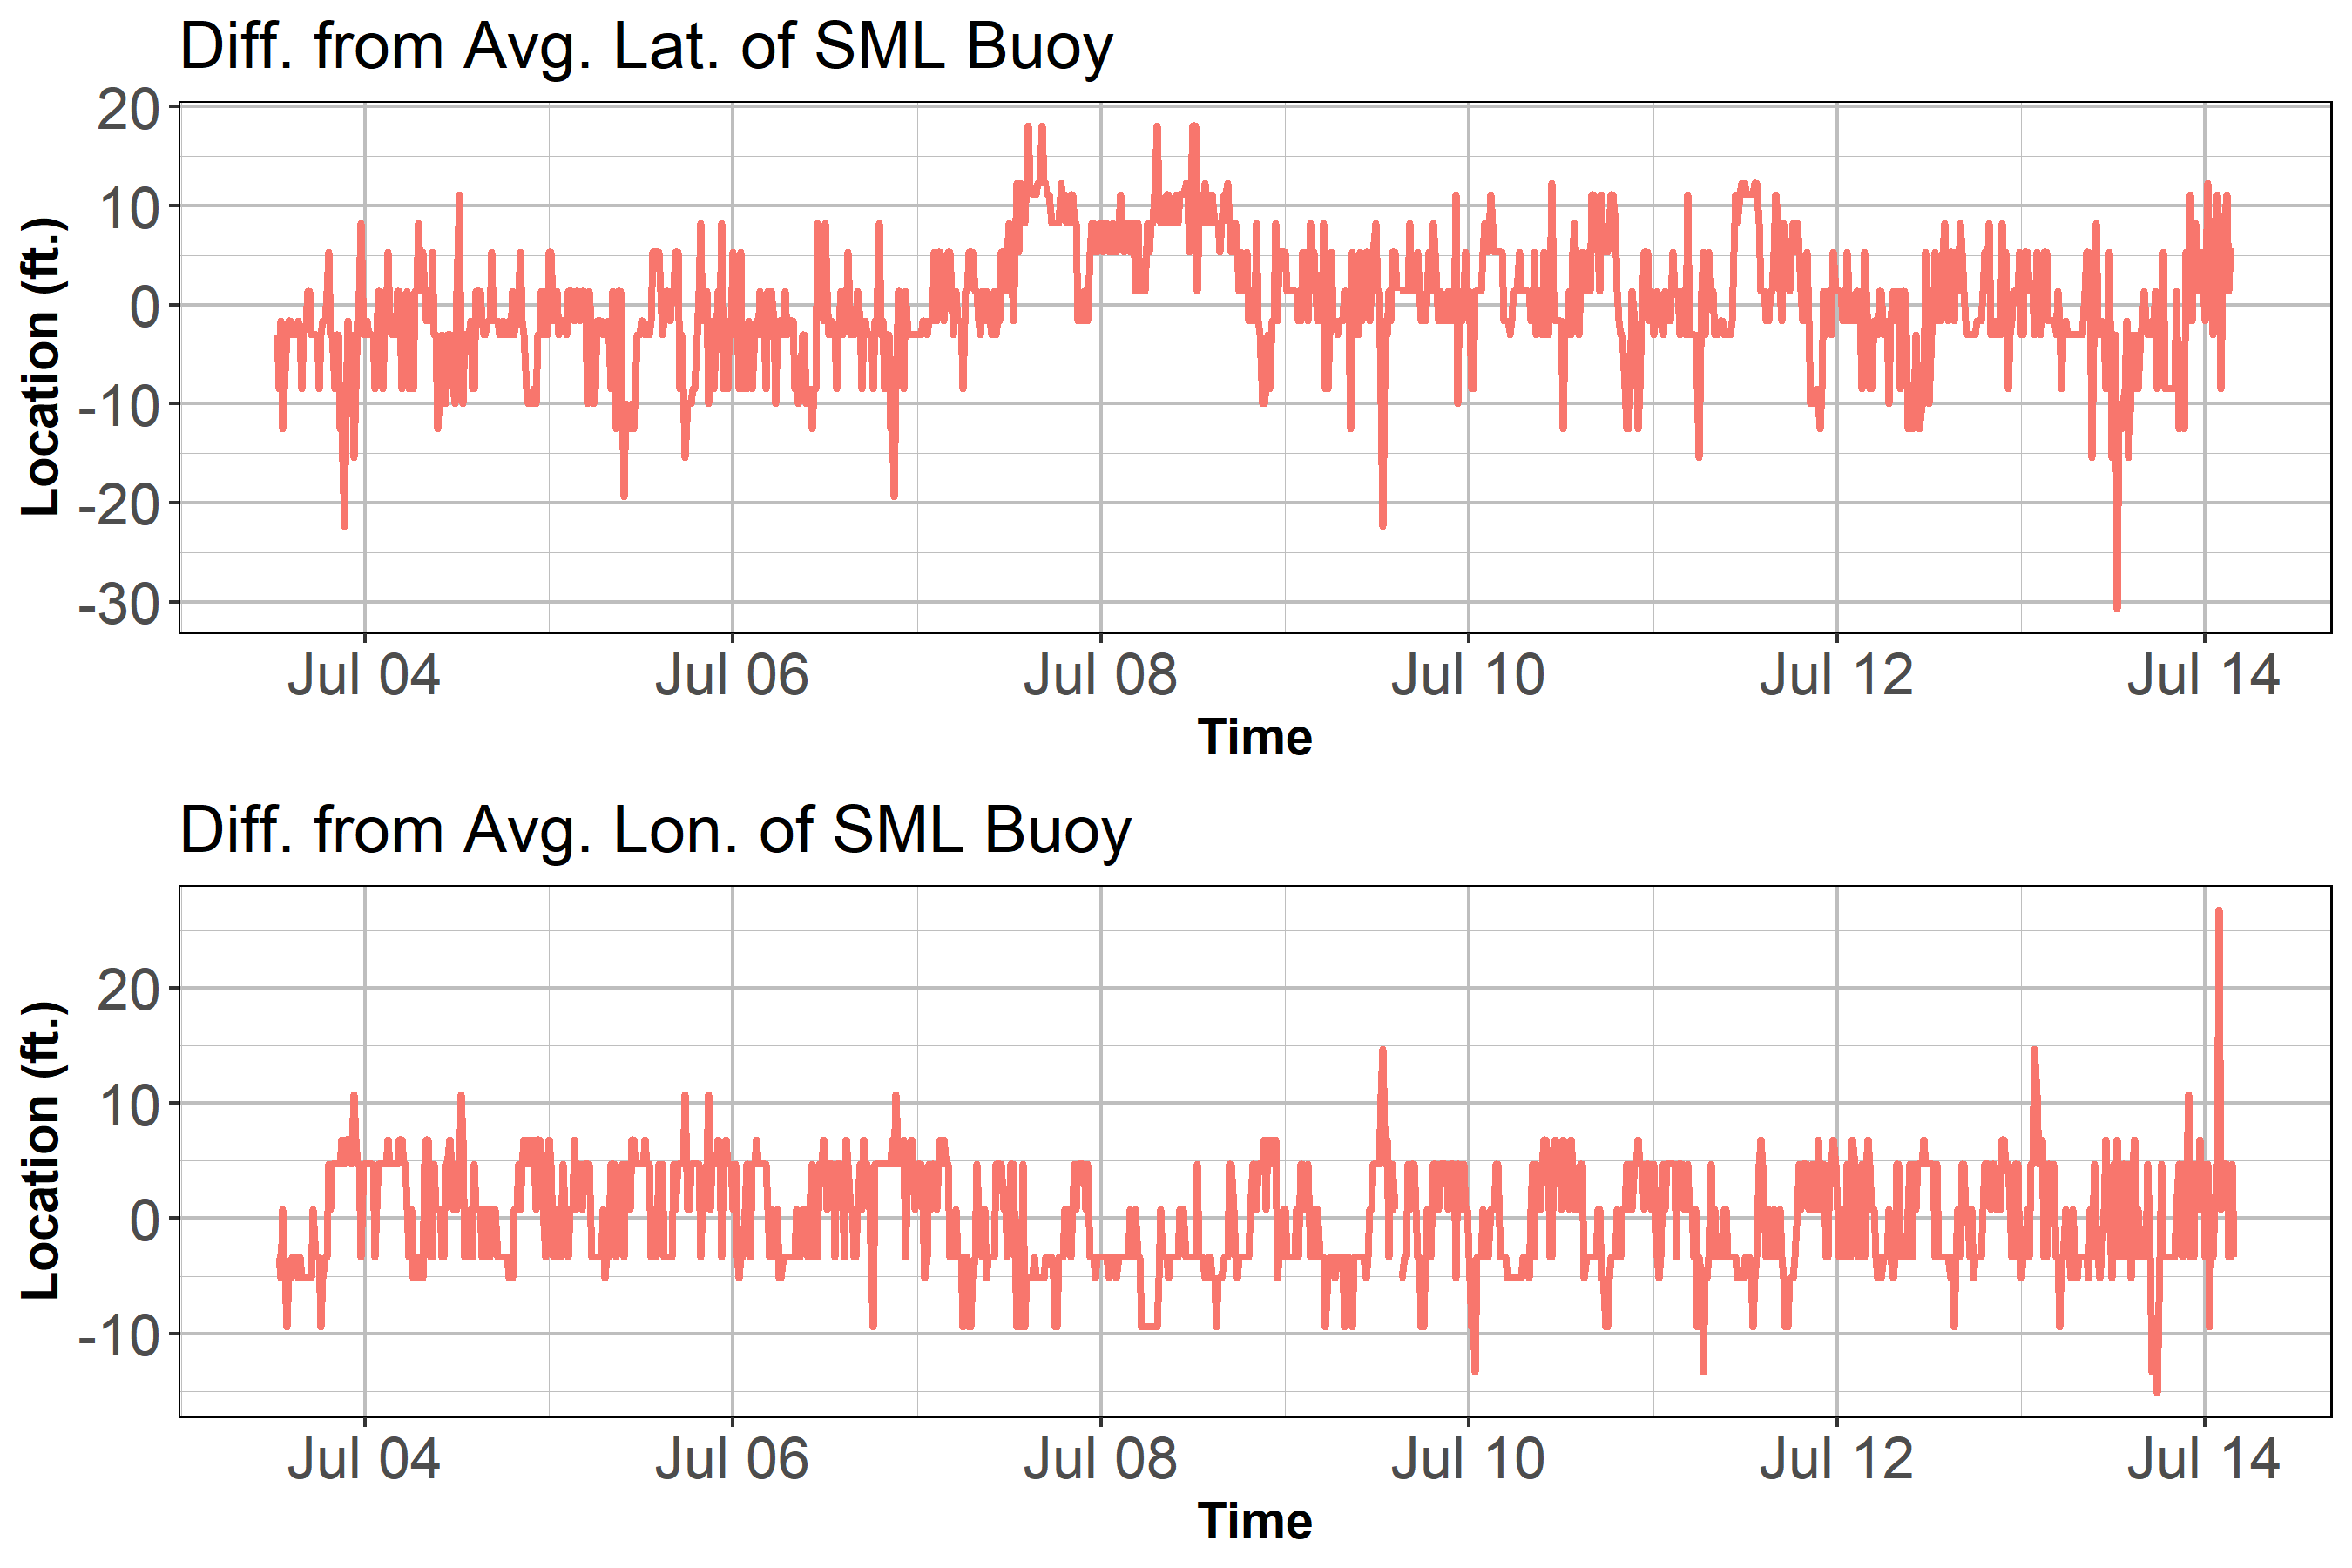 Diff. from Avg. Lat. of SML Buoy
20
10
0
-10
-20
-30
Location (ft.)
Jul 04 Jul 06 Jul 08 Jul 10 Jul 12 Jul 14
Time
Diff. from Avg. Lon. of SML Buoy
20
10
0
-10
Location (ft.)
Jul 04 Jul 06 Jul 08 Jul 10 Jul 12 Jul 14
Time